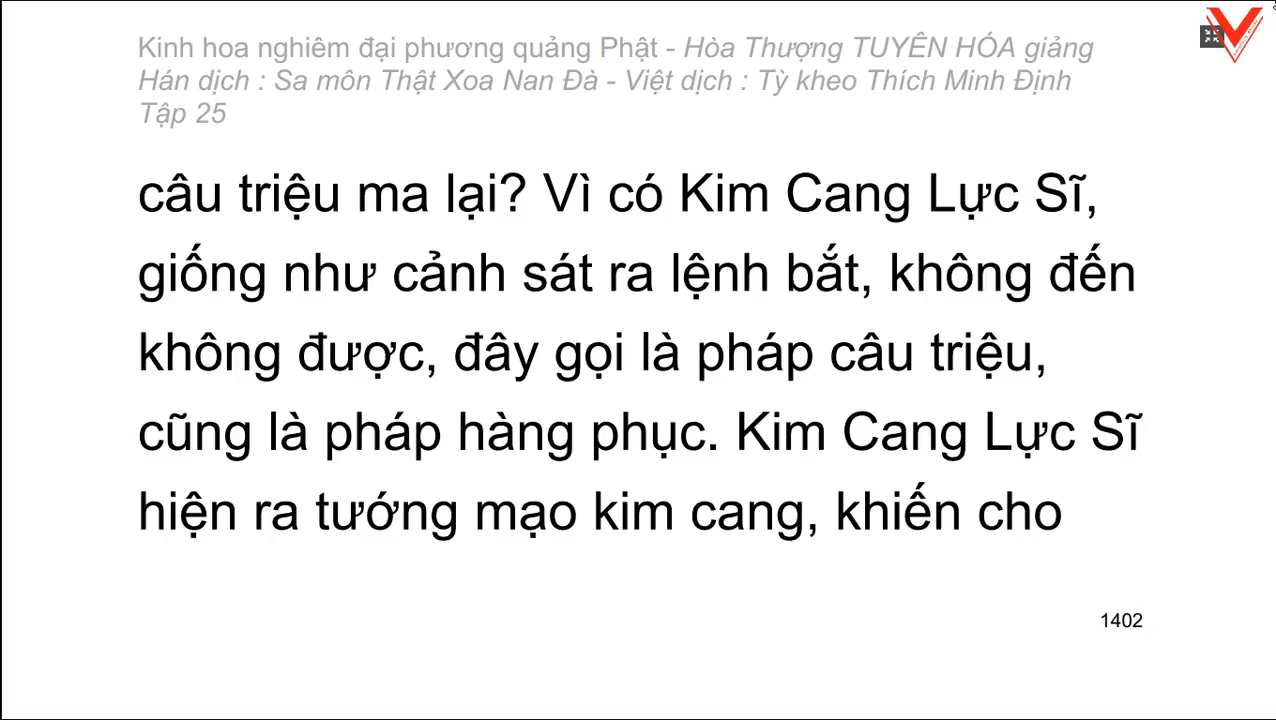 Kinh hoa nghiêm đại phương quảng Phật - Hòa Thượng TUYÊN HÓA giảng
Hán dịch : Sa môn Thật Xoa Nan Đà - Việt dịch : Tỳ kheo Thích Minh Định
Tập 25
câu triệu ma lại? Vì có Kim Cang Lực Sĩ,
giống như cảnh sát ra lệnh bắt, không đến
không được, đây gọi là pháp câu triệu,
cũng là pháp hàng phục. Kim Cang Lực Sĩ
hiện ra tướng mạo kim cang, khiến cho
1402